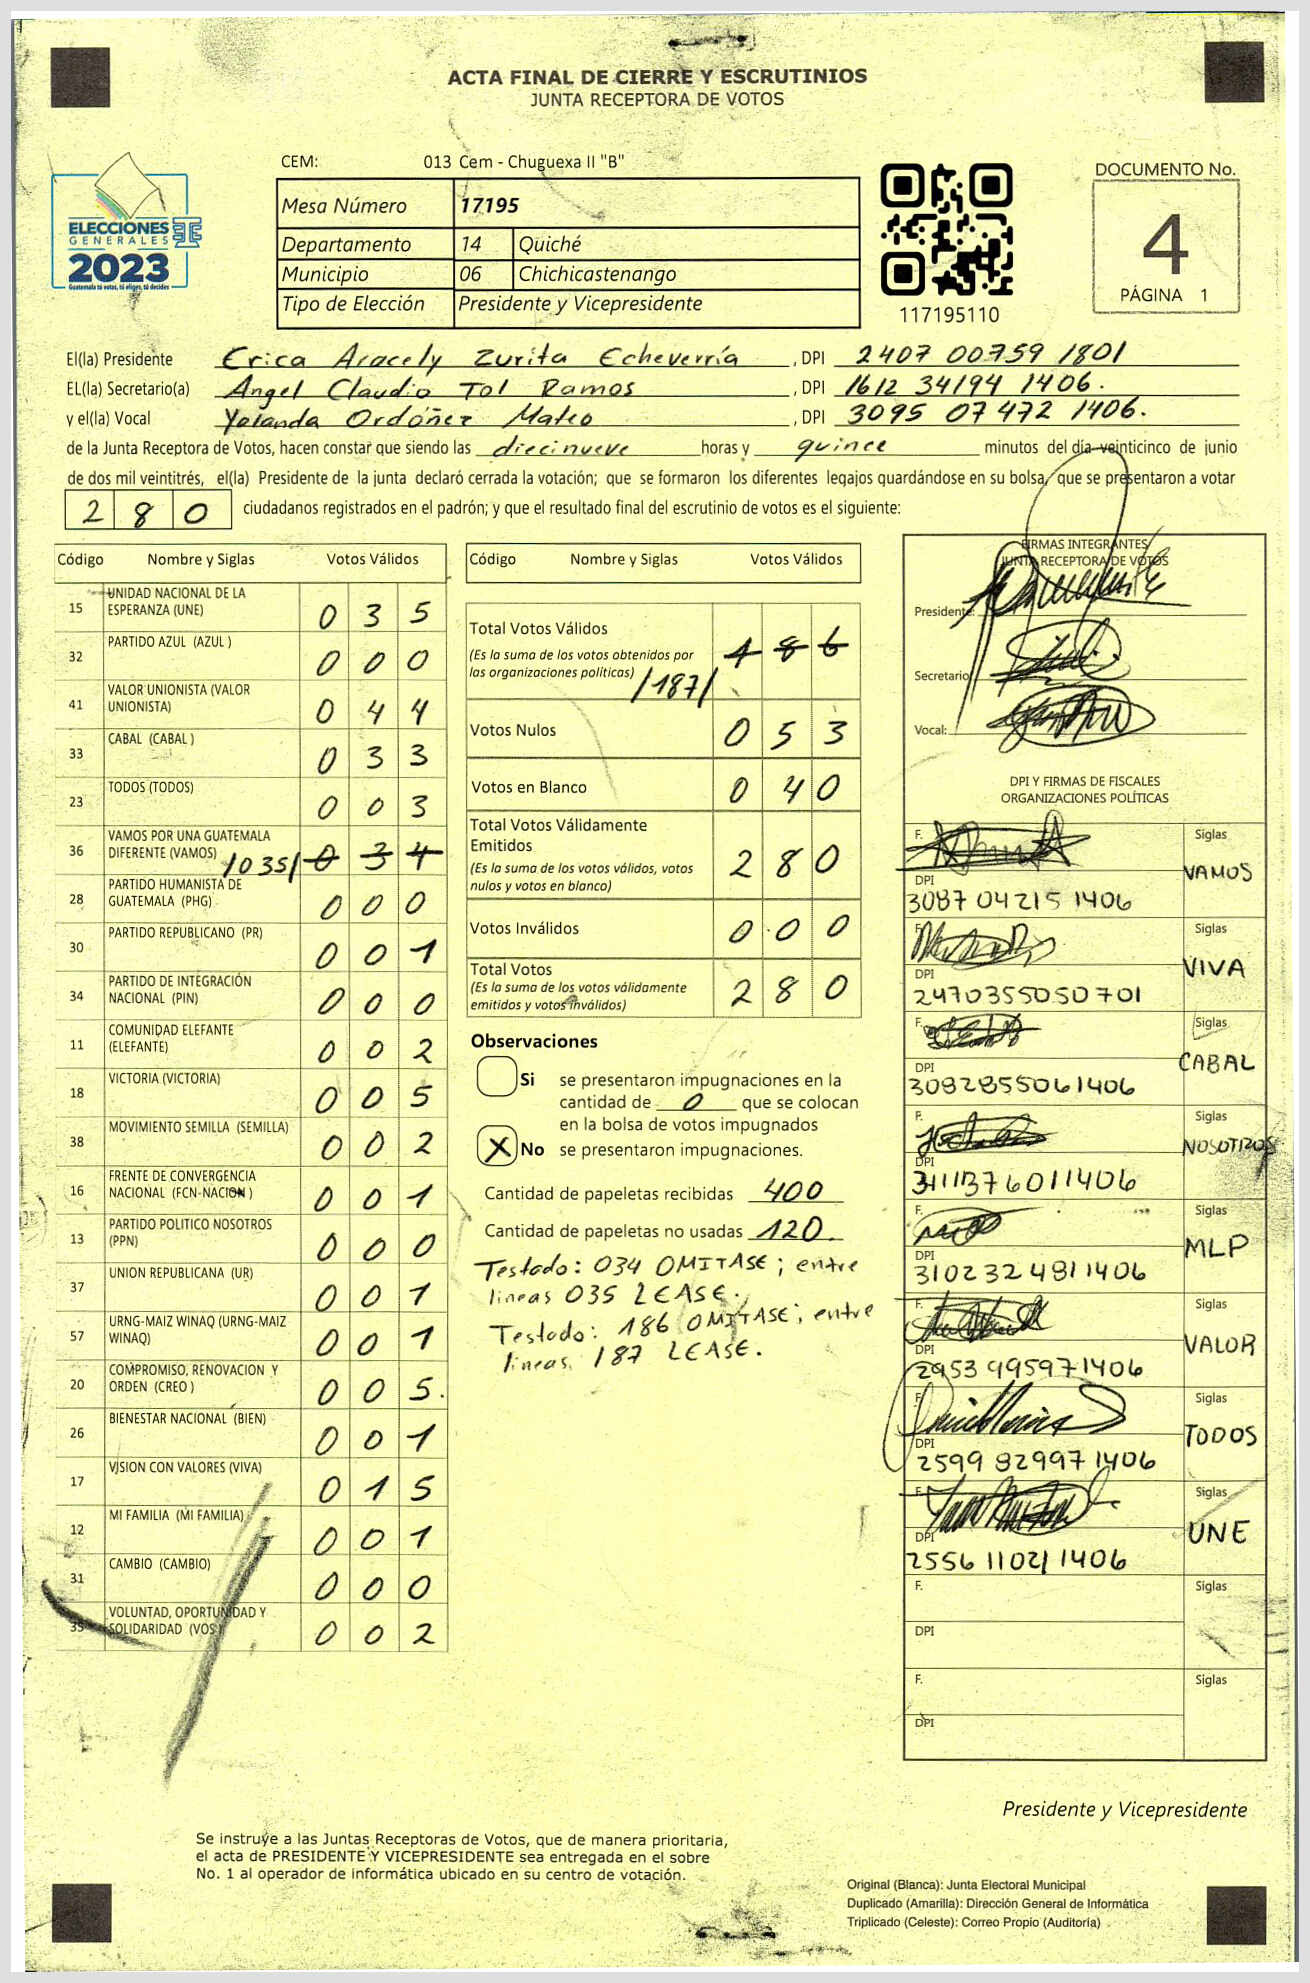 ACTA FINAL DE CIERRE Y ESCRUTINIOS
JUNTA RECEPTORA DE VOTOS
CEM: 013 Cem - Chuguexa II "B"
ELECCIONES
GENERALES
2023
Guatemala tú votas, tú eliges, tú decides
Mesa Número 17195
Departamento 14 Quiché
Municipio 06 Chichicastenango
Tipo de Elección Presidente y Vicepresidente
117195110
DOCUMENTO No.
4
PÁGINA 1
El(la) Presidente Erica Aracely Zurita Echeverría , DPI 2407 00759 1801
EL(la) Secretario(a) Angel Claudio Tol Ramos , DPI 1612 34194 1406.
y el(la) Vocal Yolanda Ordóñez Mateo , DPI 3095 07472 1406.
de la Junta Receptora de Votos, hacen constar que siendo las diecinueve horas y quince minutos del día veinticinco de junio
de dos mil veintitrés, el(la) Presidente de la junta declaró cerrada la votación; que se formaron los diferentes legajos quardándose en su bolsa, que se presentaron a votar
2 8 0 ciudadanos registrados en el padrón; y que el resultado final del escrutinio de votos es el siguiente:
Código Nombre y Siglas Votos Válidos
15 UNIDAD NACIONAL DE LA ESPERANZA (UNE) 0 3 5
32 PARTIDO AZUL (AZUL ) 0 0 0
41 VALOR UNIONISTA (VALOR UNIONISTA) 0 4 4
33 CABAL (CABAL ) 0 3 3
23 TODOS (TODOS) 0 0 3
36 VAMOS POR UNA GUATEMALA DIFERENTE (VAMOS) /035/ 0 3 4
28 PARTIDO HUMANISTA DE GUATEMALA (PHG) 0 0 0
30 PARTIDO REPUBLICANO (PR) 0 0 1
34 PARTIDO DE INTEGRACIÓN NACIONAL (PIN) 0 0 0
11 COMUNIDAD ELEFANTE (ELEFANTE) 0 0 2
18 VICTORIA (VICTORIA) 0 0 5
38 MOVIMIENTO SEMILLA (SEMILLA) 0 0 2
16 FRENTE DE CONVERGENCIA NACIONAL (FCN-NACION ) 0 0 1
13 PARTIDO POLITICO NOSOTROS (PPN) 0 0 0
37 UNION REPUBLICANA (UR) 0 0 1
57 URNG-MAIZ WINAQ (URNG-MAIZ WINAQ) 0 0 1
20 COMPROMISO, RENOVACION Y ORDEN (CREO ) 0 0 5.
26 BIENESTAR NACIONAL (BIEN) 0 0 1
17 VISION CON VALORES (VIVA) 0 1 5
12 MI FAMILIA (MI FAMILIA) 0 0 1
31 CAMBIO (CAMBIO) 0 0 0
35 VOLUNTAD, OPORTUNIDAD Y SOLIDARIDAD (VOS) 0 0 2
Código Nombre y Siglas Votos Válidos
Total Votos Válidos
(Es la suma de los votos obtenidos por
las organizaciones políticas) /187/ 1 8 6
Votos Nulos 0 5 3
Votos en Blanco 0 4 0
Total Votos Válidamente
Emitidos
(Es la suma de los votos válidos, votos
nulos y votos en blanco) 2 8 0
Votos Inválidos 0 0 0
Total Votos
(Es la suma de los votos válidamente
emitidos y votos inválidos) 2 8 0
Observaciones
Si se presentaron impugnaciones en la
cantidad de 0 que se colocan
en la bolsa de votos impugnados
X No se presentaron impugnaciones.
Cantidad de papeletas recibidas 400
Cantidad de papeletas no usadas 120.
Testado: 034 OMITASE; entre
lineas 035 LEASE.
Testado: 186 OMITASE; entre
lineas 187 LEASE.
FIRMAS INTEGRANTES
JUNTA RECEPTORA DE VOTOS
Presidente:
Secretario
Vocal:
DPI Y FIRMAS DE FISCALES
ORGANIZACIONES POLÍTICAS
F. Siglas
VAMOS
DPI
3087 04215 1406
F. Siglas
VIVA
DPI
2470355050701
F. Siglas
CABAL
DPI
3082855061406
F. Siglas
NOSOTROS
DPI
3111376011406
F. Siglas
MLP
DPI
3102324811406
F. Siglas
VALOR
DPI
2953 995971406
F. Siglas
TODOS
DPI
2599 829971406
F. Siglas
UNE
DPI
2556 11021 1406
F. Siglas
DPI
F. Siglas
DPI
Presidente y Vicepresidente
Se instruye a las Juntas Receptoras de Votos, que de manera prioritaria,
el acta de PRESIDENTE Y VICEPRESIDENTE sea entregada en el sobre
No. 1 al operador de informática ubicado en su centro de votación.
Original (Blanca): Junta Electoral Municipal
Duplicado (Amarilla): Dirección General de Informática
Triplicado (Celeste): Correo Propio (Auditoría)